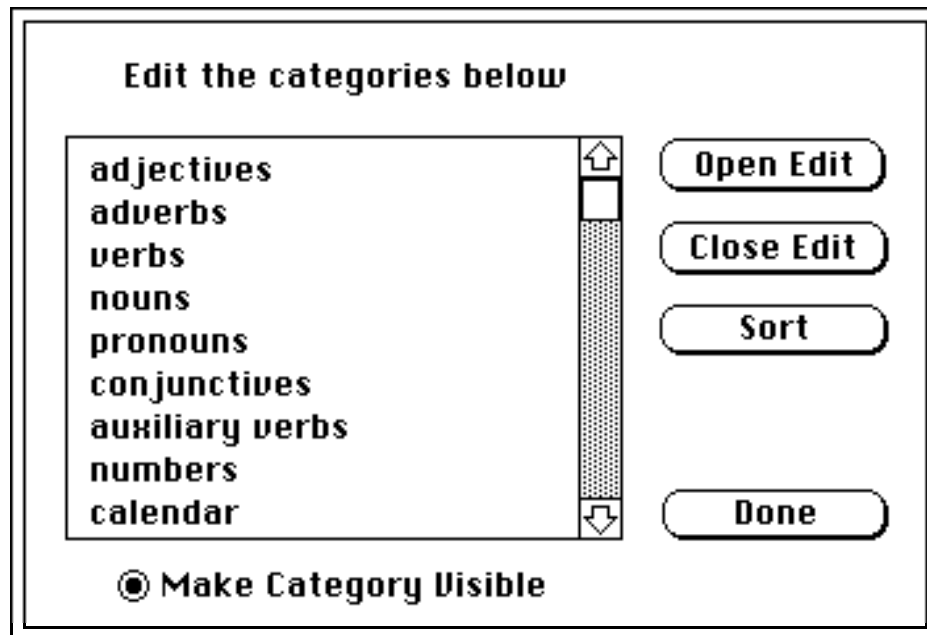 Edit the categories below
adjectives
adverbs
verbs
nouns
pronouns
conjunctives
auxiliary verbs
numbers
calendar
Open Edit
Close Edit
Sort
Done
Make Category Visible